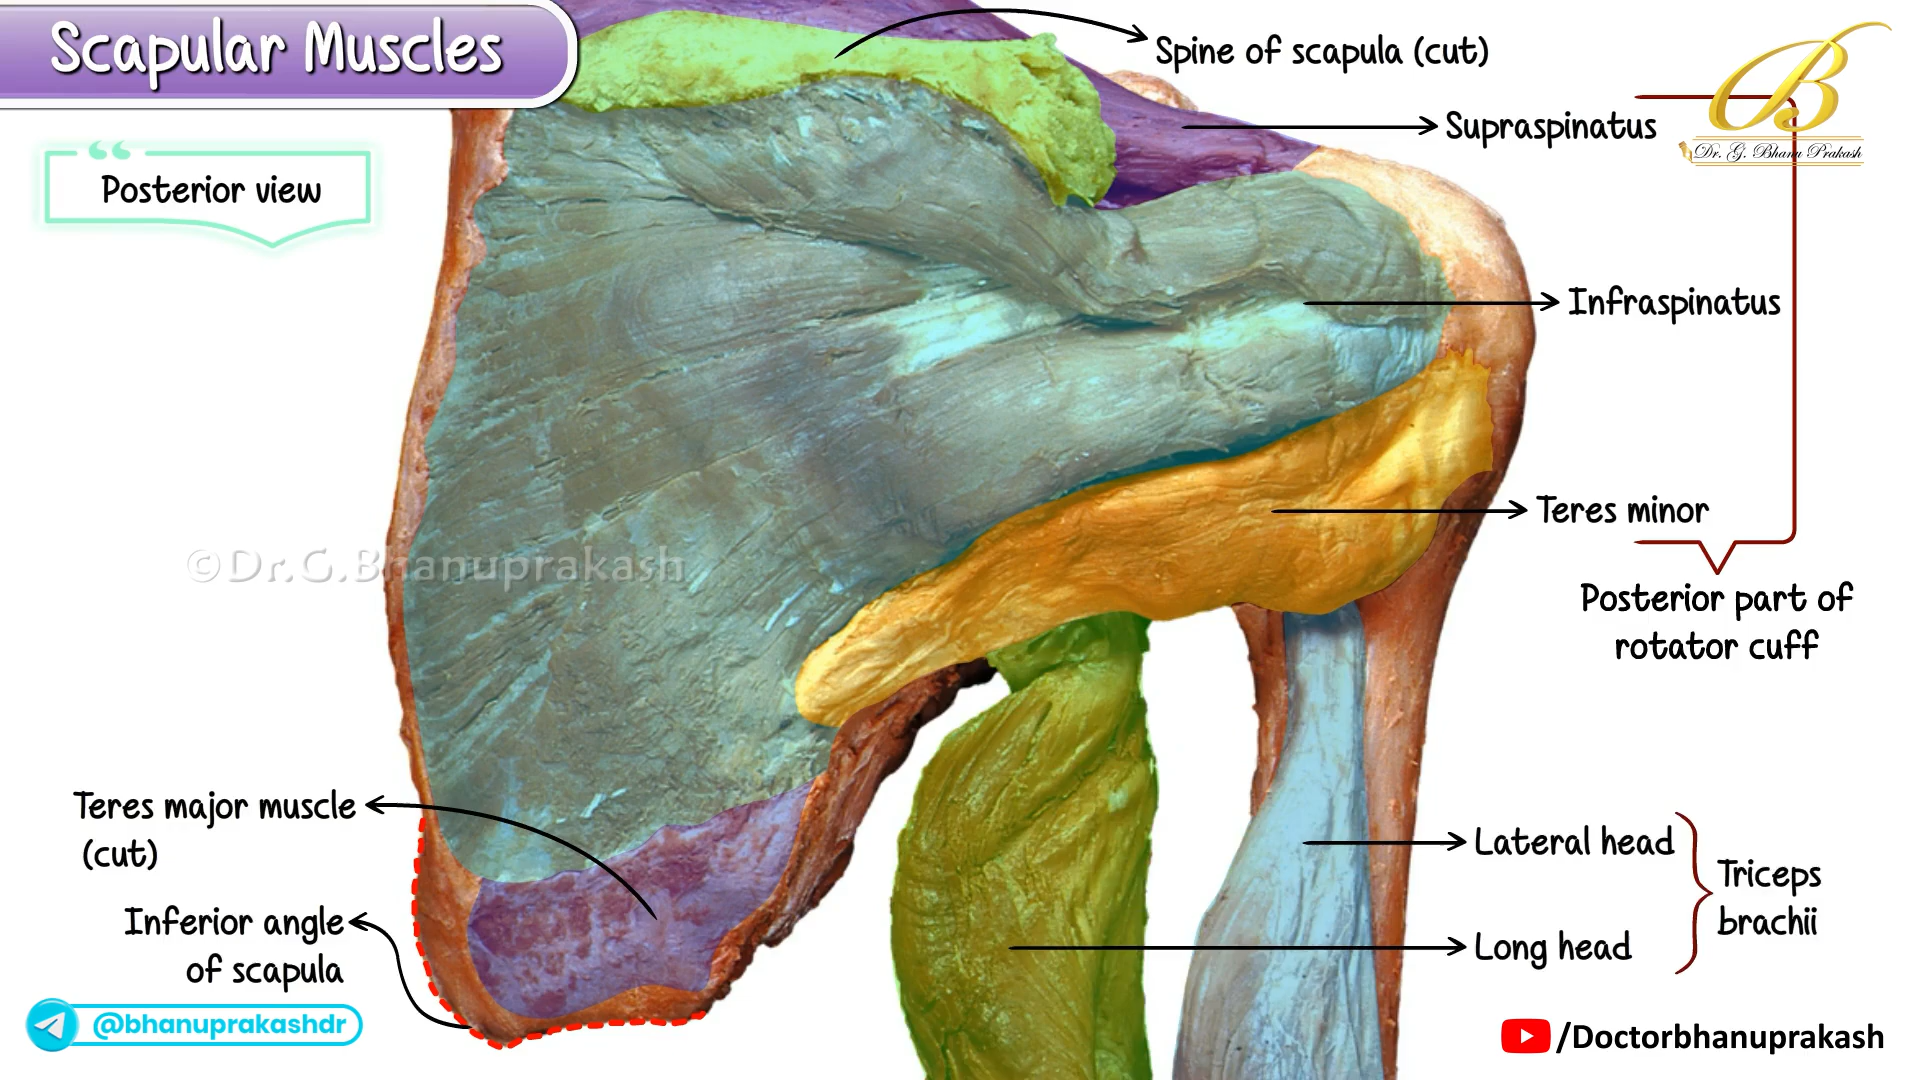 Scapular Muscles
Posterior view
Spine of scapula (cut)
Supraspinatus
B
Dr. G. Bhanu Prakash
Infraspinatus
Teres minor
Posterior part of
rotator cuff
©Dr.G.Bhanuprakash
Teres major muscle
(cut)
Inferior angle
of scapula
Lateral head
Long head
Triceps
brachii
@bhanuprakashdr
/Doctorbhanuprakash